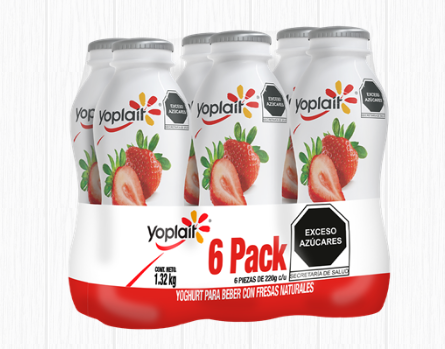 Yoplait
Yoplait
Yoplait
EXCESO
AZÚCARES
EXCESO
AZÚCARES
EXCESO
AZÚCARES
Yoplait
6 Pack
CONT. NETO
1.32 kg
6 PIEZAS DE 220g c/u
EXCESO
AZÚCARES
SECRETARÍA DE SALUD
YOGHURT PARA BEBER CON FRESAS NATURALES